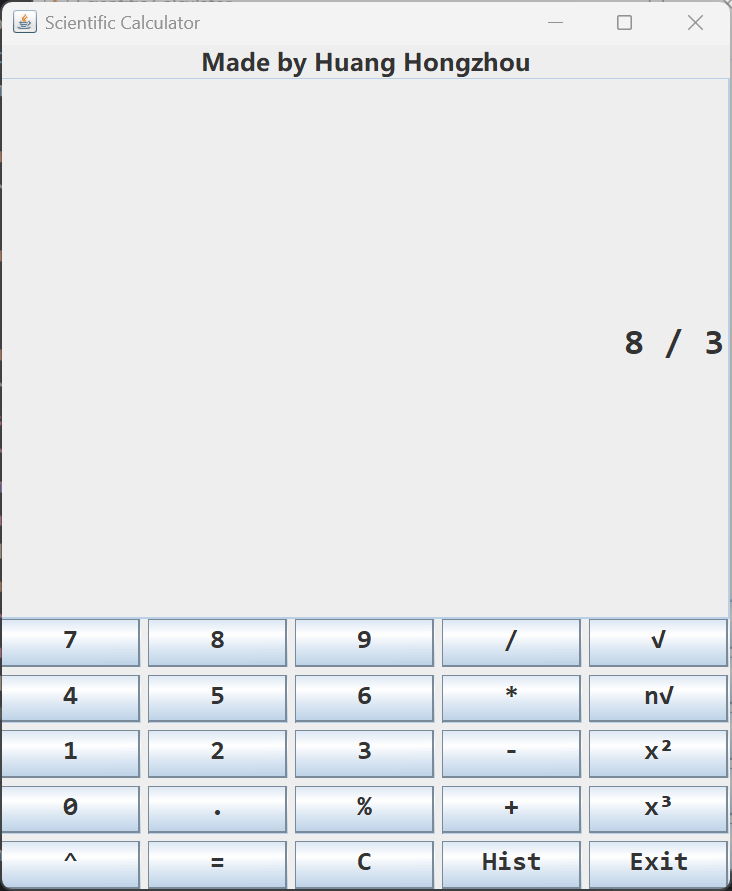 Scientific Calculator
Made by Huang Hongzhou
8 / 3
7 8 9 / √
4 5 6 * n√
1 2 3 - x²
0 . % + x³
^ = C Hist Exit